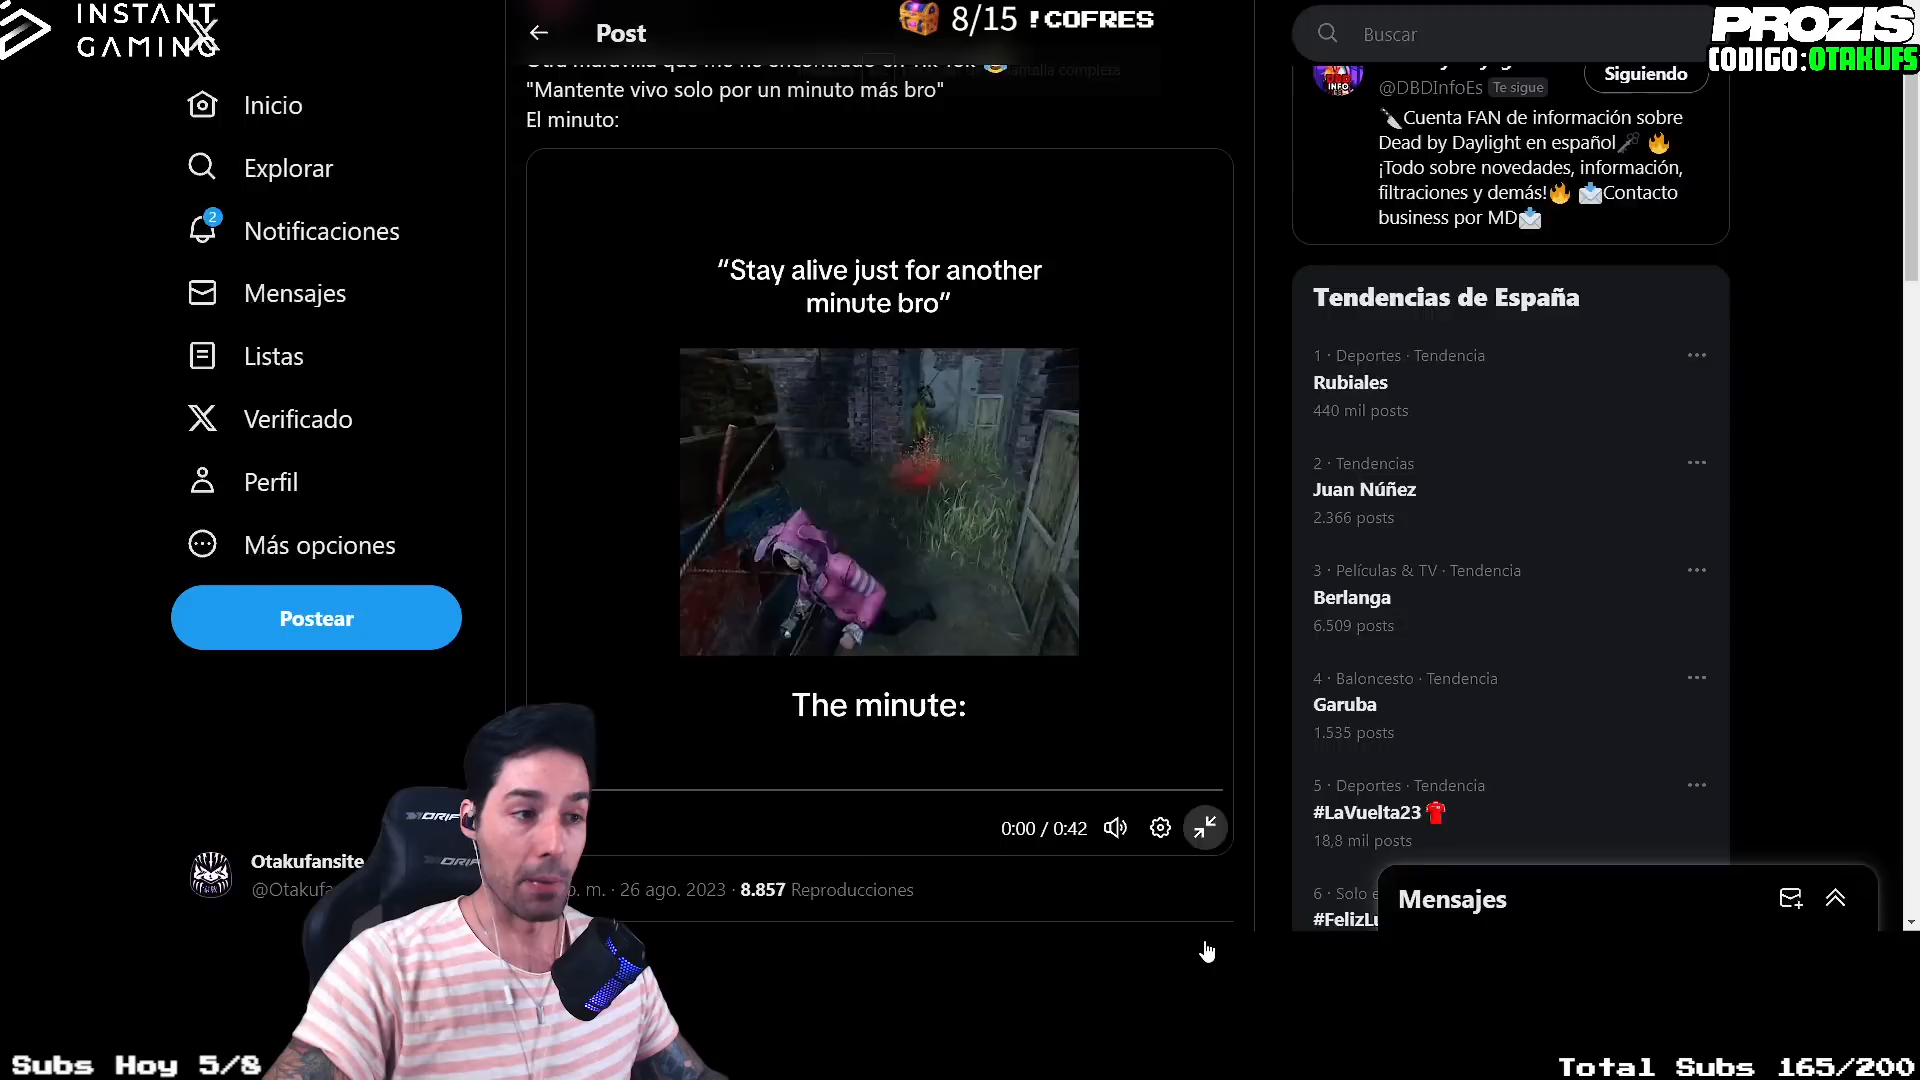 INSTANT
GAMING
Inicio
Explorar
2
Notificaciones
Mensajes
Listas
Verificado
Perfil
Más opciones
Postear
Otakufansite
Post
8/15 !COFRES
"Mantente vivo solo por un minuto más bro"
El minuto:
“Stay alive just for another
minute bro”
The minute:
0:00 / 0:42
26 ago. 2023 · 8.857 Reproducciones
PROZIS
CODIGO:OTAKUFS
Buscar
@DBDInfoEs Te sigue
Siguiendo
Cuenta FAN de información sobre
Dead by Daylight en español
¡Todo sobre novedades, información,
filtraciones y demás! Contacto
business por MD
Tendencias de España
1 · Deportes · Tendencia
Rubiales
440 mil posts
2 · Tendencias
Juan Núñez
2.366 posts
3 · Películas & TV · Tendencia
Berlanga
6.509 posts
4 · Baloncesto · Tendencia
Garuba
1.535 posts
5 · Deportes · Tendencia
#LaVuelta23
18,8 mil posts
6 · Solo
Mensajes
DRIF
Subs Hoy 5/8
Total Subs 165/200